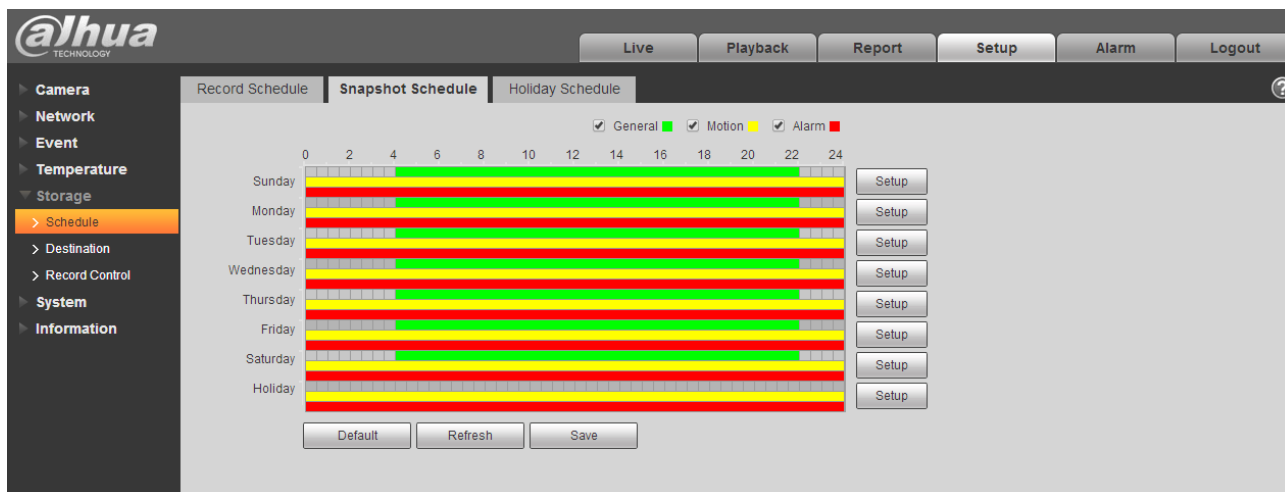 alhua
TECHNOLOGY
Live Playback Report Setup Alarm Logout
Camera
Network
Event
Temperature
Storage
Schedule
Destination
Record Control
System
Information
Record Schedule Snapshot Schedule Holiday Schedule
?
General Motion Alarm
0 2 4 6 8 10 12 14 16 18 20 22 24
Sunday Setup
Monday Setup
Tuesday Setup
Wednesday Setup
Thursday Setup
Friday Setup
Saturday Setup
Holiday Setup
Default Refresh Save